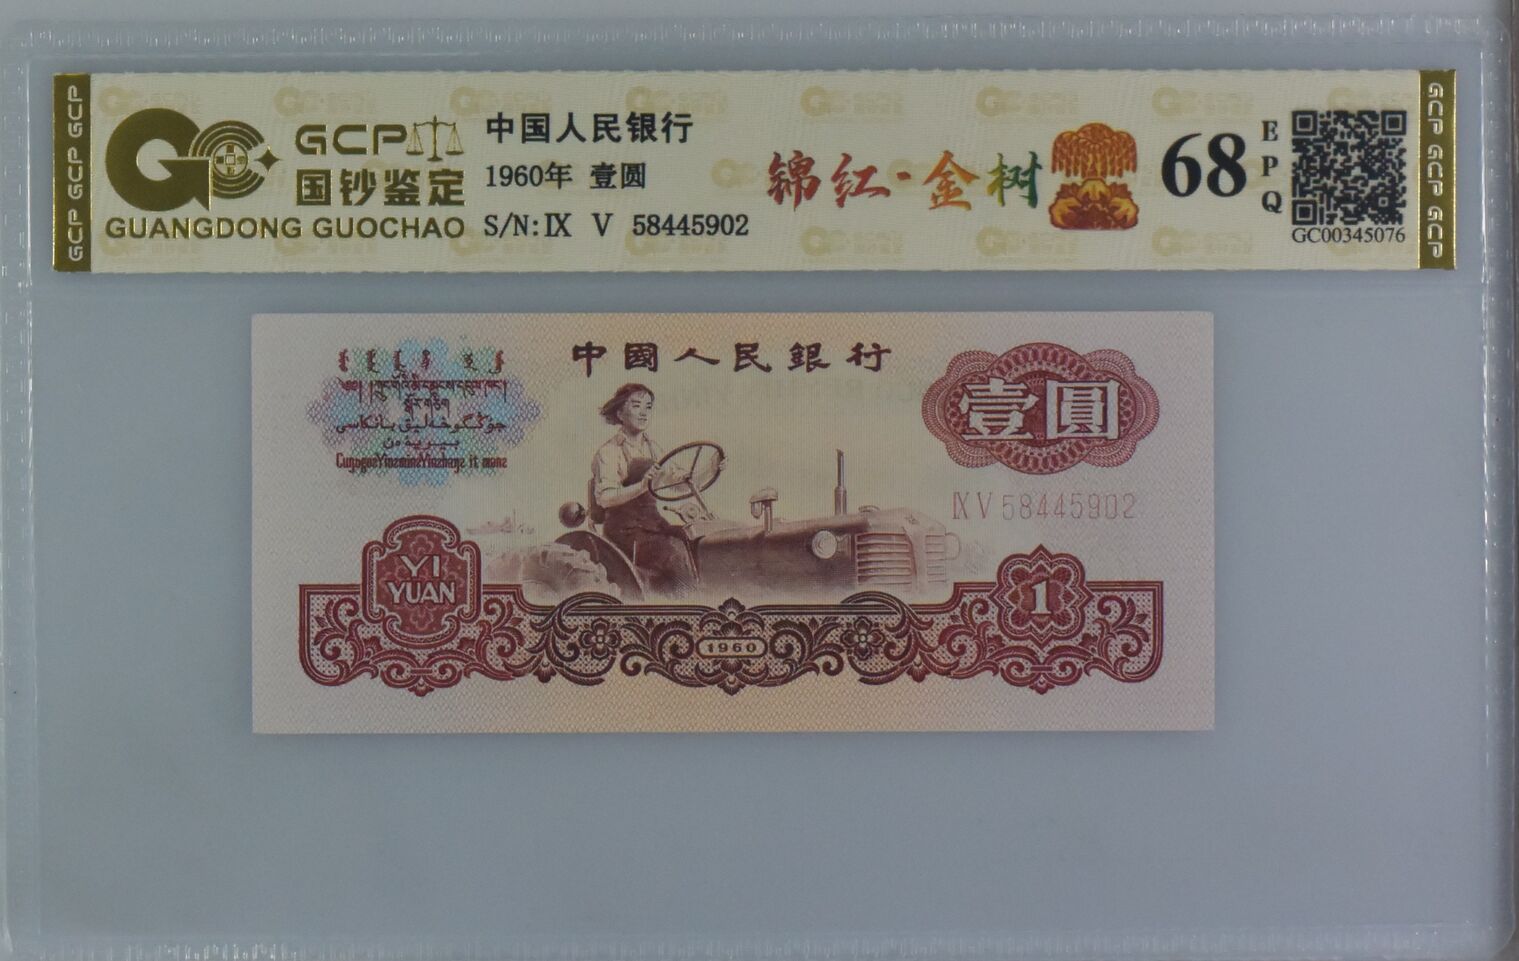 GCP GCP GCP
GCP
国钞鉴定
GUANGDONG GUOCHAO
中国人民银行
1960年 壹圆
S/N: IX V 58445902
锦红·金树
68
EPQ
GC00345076
GCP GCP GCP
中國人民銀行
壹圓
IX V 58445902
YI
YUAN
1960
1